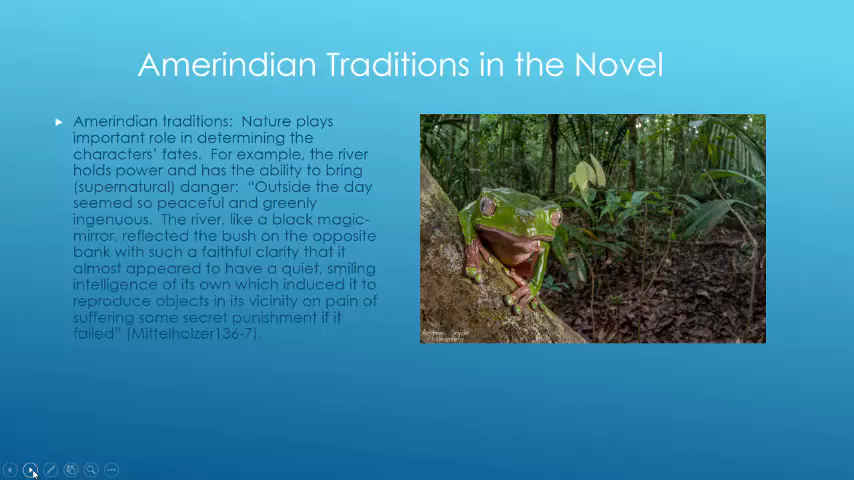 Amerindian Traditions in the Novel
Amerindian traditions: Nature plays
important role in determining the
characters' fates. For example, the river
holds power and has the ability to bring
(supernatural) danger: "Outside the day
seemed so peaceful and greenly
ingenuous. The river, like a black magic-
mirror, reflected the bush on the opposite
bank with such a faithful clarity that it
almost appeared to have a quiet, smiling
intelligence of its own which induced it to
reproduce objects in its vicinity on pain of
suffering some secret punishment if it
failed" (Mittelholzer136-7).